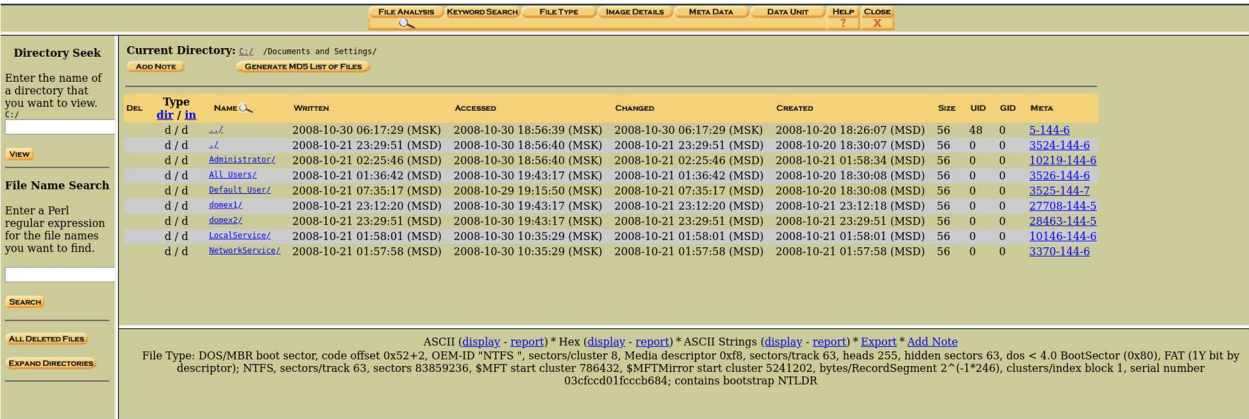 FILE ANALYSIS KEYWORD SEARCH FILE TYPE IMAGE DETAILS META DATA DATA UNIT HELP CLOSE
? X
Directory Seek
Enter the name of
a directory that
you want to view.
C:/
VIEW
File Name Search
Enter a Perl
regular expression
for the file names
you want to find.
SEARCH
ALL DELETED FILES
EXPAND DIRECTORIES
Current Directory: C:/ /Documents and Settings/
ADD NOTE GENERATE MD5 LIST OF FILES
DEL Type NAME WRITTEN ACCESSED CHANGED CREATED SIZE UID GID META
dir / in
d / d ../ 2008-10-30 06:17:29 (MSK) 2008-10-30 18:56:39 (MSK) 2008-10-30 06:17:29 (MSK) 2008-10-20 18:26:07 (MSD) 56 48 0 5-144-6
d / d ./ 2008-10-21 23:29:51 (MSD) 2008-10-30 18:56:40 (MSK) 2008-10-21 23:29:51 (MSD) 2008-10-20 18:30:07 (MSD) 56 0 0 3524-144-6
d / d Administrator/ 2008-10-21 02:25:46 (MSD) 2008-10-30 18:56:40 (MSK) 2008-10-21 02:25:46 (MSD) 2008-10-21 01:58:34 (MSD) 56 0 0 10219-144-6
d / d All Users/ 2008-10-21 01:36:42 (MSD) 2008-10-30 19:43:17 (MSK) 2008-10-21 01:36:42 (MSD) 2008-10-20 18:30:08 (MSD) 56 0 0 3526-144-6
d / d Default User/ 2008-10-21 07:35:17 (MSD) 2008-10-29 19:15:50 (MSK) 2008-10-21 07:35:17 (MSD) 2008-10-20 18:30:08 (MSD) 56 0 0 3525-144-7
d / d domex1/ 2008-10-21 23:12:20 (MSD) 2008-10-30 19:43:17 (MSK) 2008-10-21 23:12:20 (MSD) 2008-10-21 23:12:18 (MSD) 56 0 0 27708-144-5
d / d domex2/ 2008-10-21 23:29:51 (MSD) 2008-10-30 19:43:17 (MSK) 2008-10-21 23:29:51 (MSD) 2008-10-21 23:29:51 (MSD) 56 0 0 28463-144-5
d / d LocalService/ 2008-10-21 01:58:01 (MSD) 2008-10-30 10:35:29 (MSK) 2008-10-21 01:58:01 (MSD) 2008-10-21 01:58:01 (MSD) 56 0 0 10146-144-6
d / d NetworkService/ 2008-10-21 01:57:58 (MSD) 2008-10-30 10:35:29 (MSK) 2008-10-21 01:57:58 (MSD) 2008-10-21 01:57:58 (MSD) 56 0 0 3370-144-6
ASCII (display - report) * Hex (display - report) * ASCII Strings (display - report) * Export * Add Note
File Type: DOS/MBR boot sector, code offset 0x52+2, OEM-ID "NTFS ", sectors/cluster 8, Media descriptor 0xf8, sectors/track 63, heads 255, hidden sectors 63, dos < 4.0 BootSector (0x80), FAT (1Y bit by
descriptor); NTFS, sectors/track 63, sectors 83859236, $MFT start cluster 786432, $MFTMirror start cluster 5241202, bytes/RecordSegment 2^(-1*246), clusters/index block 1, serial number
03cfccd01fcccb684; contains bootstrap NTLDR